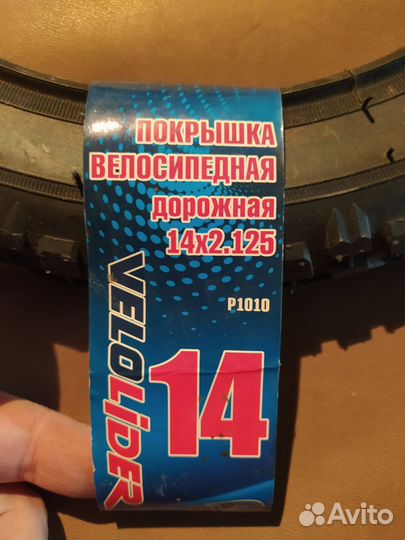 ПОКРЫШКА
ВЕЛОСИПЕДНАЯ
ДОРОЖНАЯ
14x2.125
P1010
VELOLiDER
14
Avito